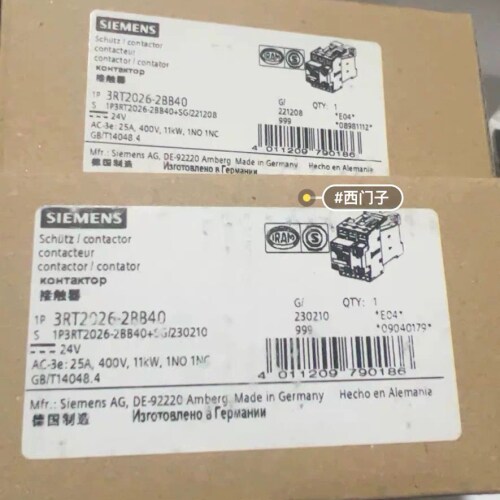 SIEMENS
Schütz / contactor
contacteur
contactor / contator
контактор
接触器
1P 3RT2026-2BB40
S 1P3RT2026-2BB40+SG/221208
G/ QTY: 1
221208 *E04*
999 *08981112*
24V
AC-3e: 25A, 400V, 11kW, 1NO 1NC
GB/T14048.4
4 011209 790186
Mfr.: Siemens AG, DE-92220 Amberg, Made in Germany Hecho en Alemania
德国制造 Изготовлено в Германии
#西门子
SIEMENS
Schütz / contactor
contacteur
contactor / contator
контактор
接触器
IRAM S
1P 3RT2026-2BB40
S 1P3RT2026-2BB40+SG/230210
G/ QTY: 1
230210 *E04*
999 *09040179*
24V
AC-3e: 25A, 400V, 11kW, 1NO 1NC
GB/T14048.4
4 011209 790186
Mfr.: Siemens AG, DE-92220 Amberg, Made in Germany Hecho en Alemania
德国制造 Изготовлено в Германии